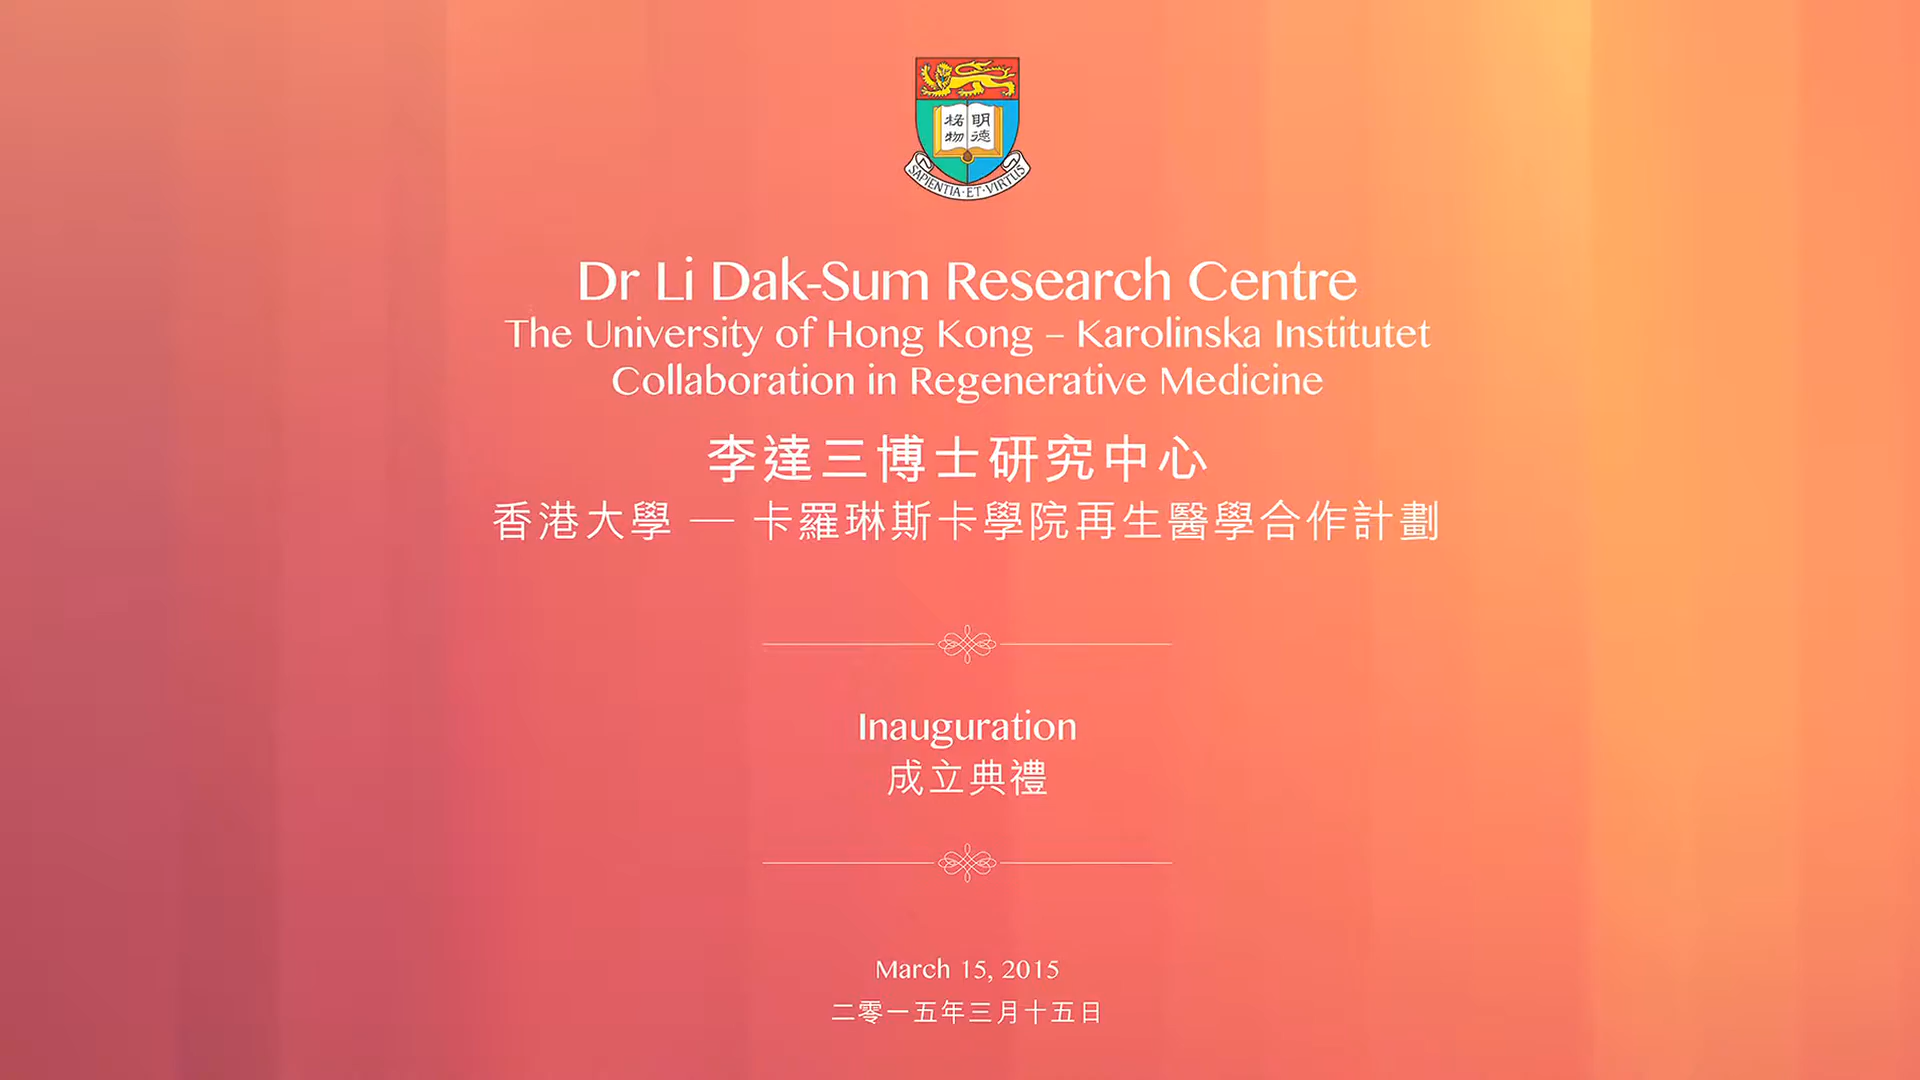 明德
格物
SAPIENTIA·ET·VIRTUS
Dr Li Dak-Sum Research Centre
The University of Hong Kong – Karolinska Institutet
Collaboration in Regenerative Medicine
李達三博士研究中心
香港大學 — 卡羅琳斯卡學院再生醫學合作計劃
Inauguration
成立典禮
March 15, 2015
二零一五年三月十五日